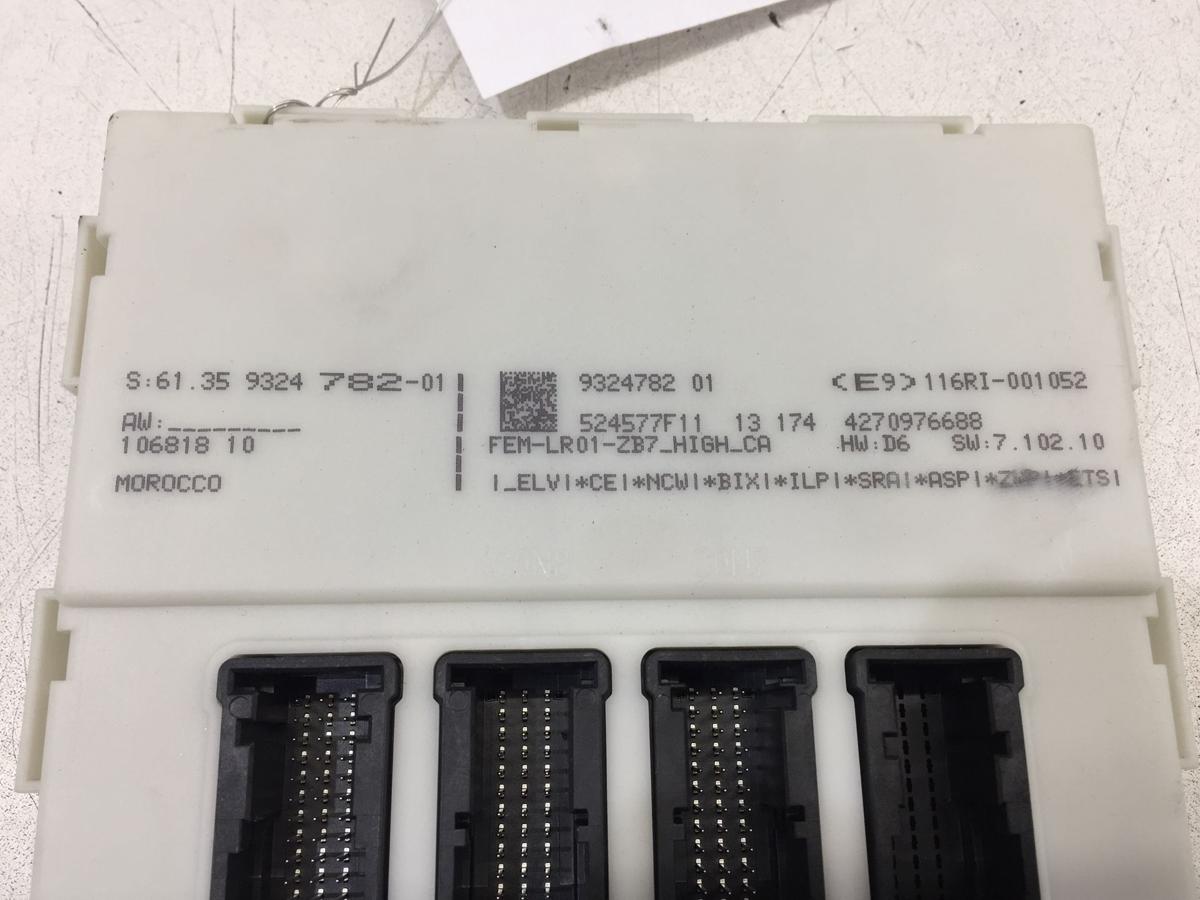 S:61.35 9324 782-01
AW:_________
106818 10
MOROCCO
9324782 01
<E9>116RI-001052
524577F11 13 174 4270976688
FEM-LR01-ZB7_HIGH_CA HW:D6 SW:7.102.10
|_ELV|*CE|*NCW|*BIX|*ILP|*SRA|*ASP|